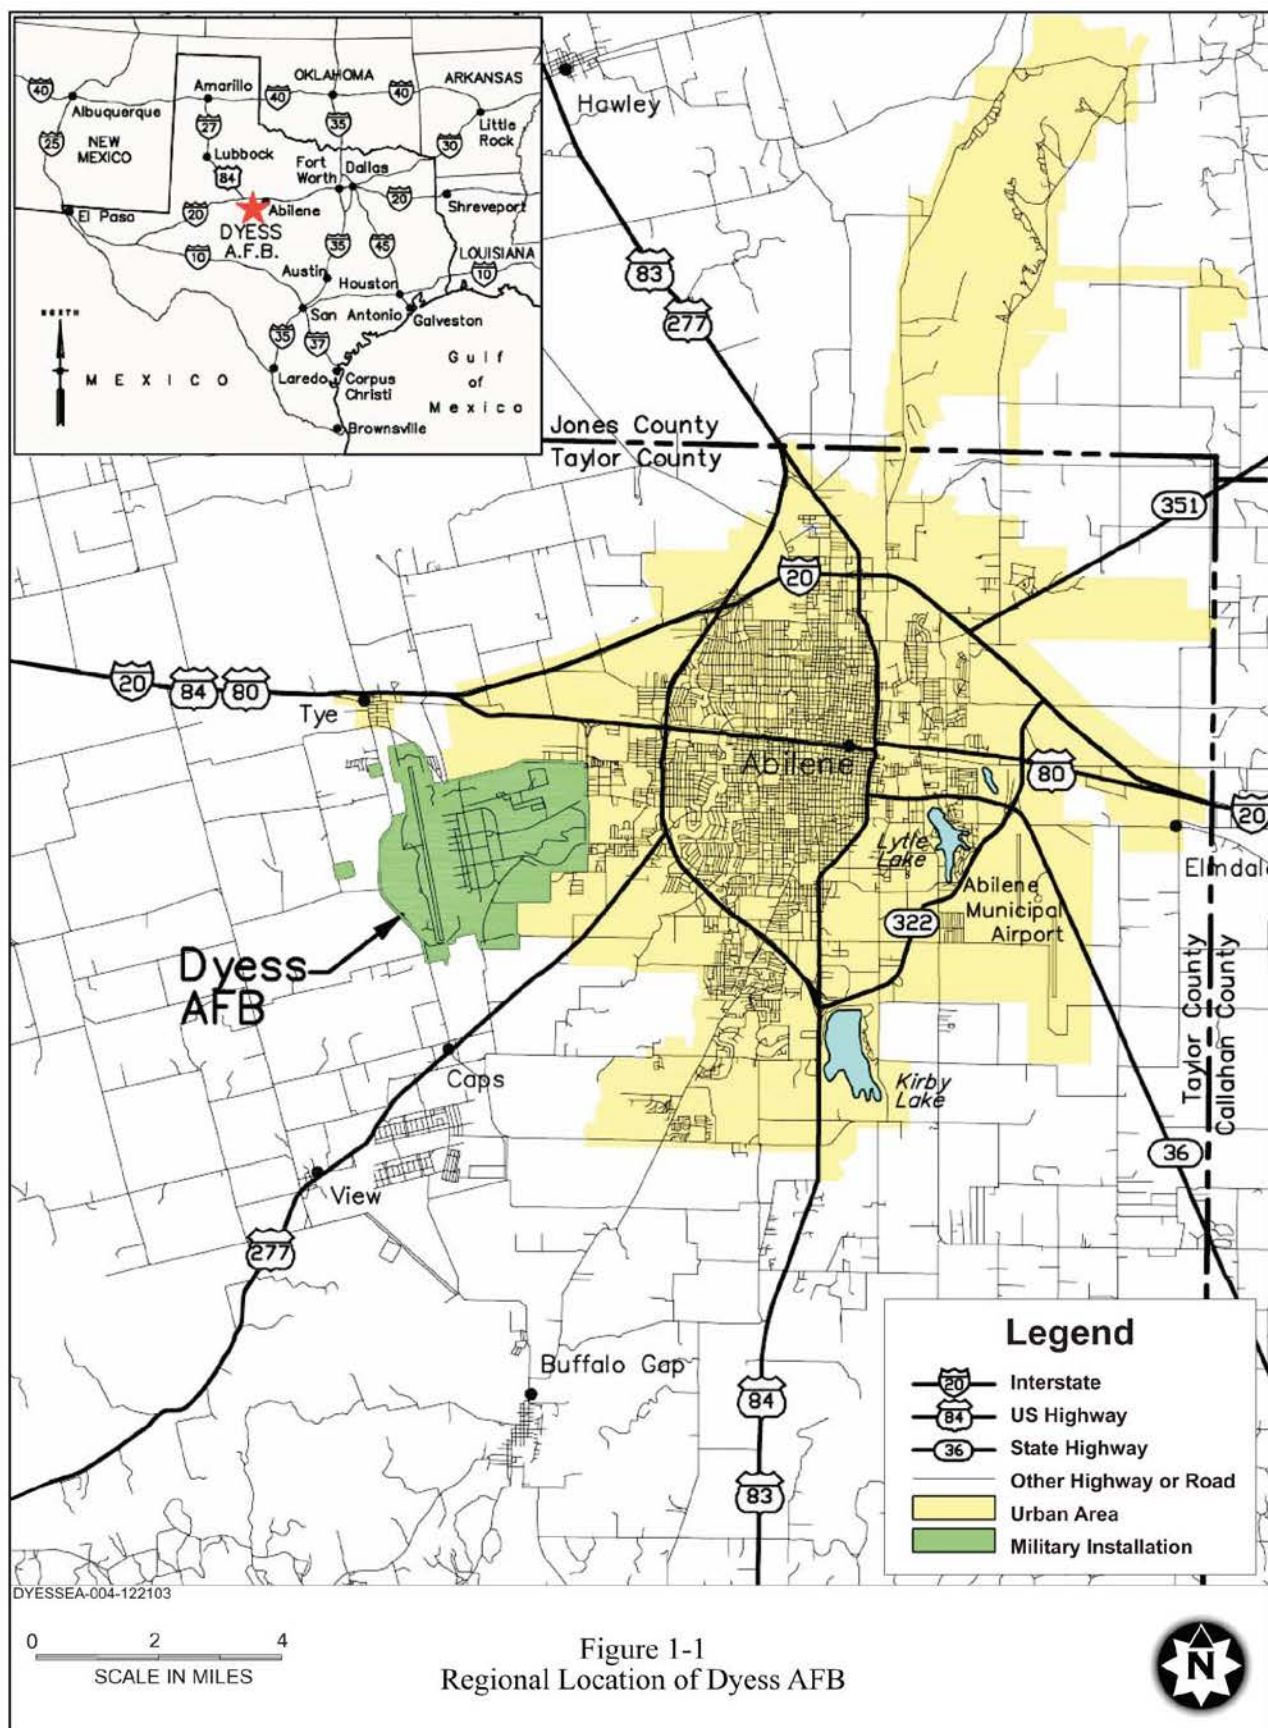 40
Albuquerque
25
NEW
MEXICO
Amarillo
27
Lubbock
84
OKLAHOMA
40
40
35
ARKANSAS
Little
Rock
30
Fort
Worth
Dallas
20
20
Abilene
Shreveport
El Paso
DYESS
A.F.B.
10
35
45
LOUISIANA
10
Austin
Houston
San Antonio
Galveston
35
37
NORTH
MEXICO
Laredo
Corpus
Christi
Gulf
of
Mexico
Brownsville
Hawley
83
277
Jones County
Taylor County
351
20
20
84
80
Tye
Abilene
80
20
Lytle
Lake
Elmdale
Abilene
Municipal
Airport
322
Dyess
AFB
Taylor County
Callahan County
Caps
Kirby
Lake
36
View
277
Buffalo Gap
84
83
Legend
20 Interstate
84 US Highway
36 State Highway
Other Highway or Road
Urban Area
Military Installation
DYESSEA-004-122103
0 2 4
SCALE IN MILES
Figure 1-1
Regional Location of Dyess AFB
N